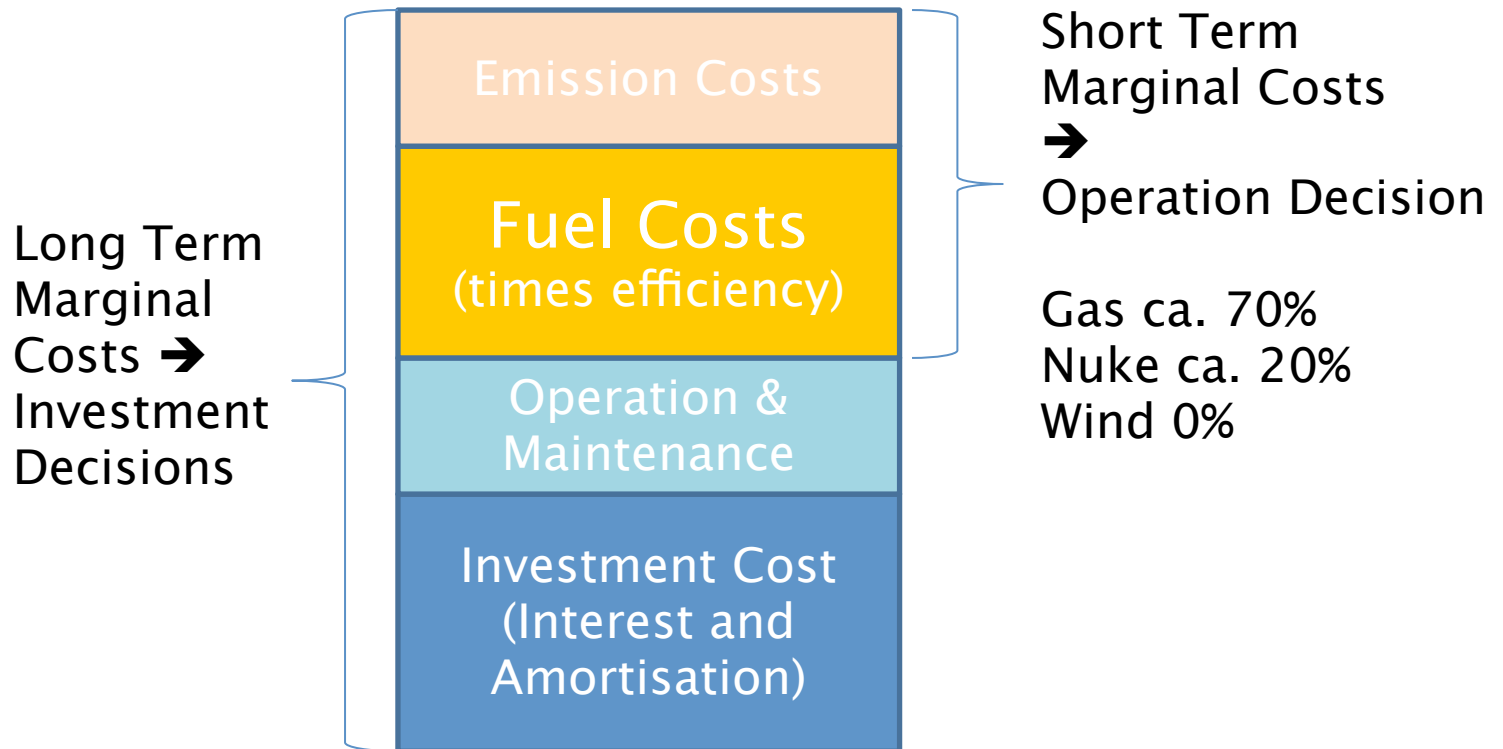 Long Term
Marginal
Costs ➔
Investment
Decisions
Emission Costs
Fuel Costs
(times efficiency)
Operation &
Maintenance
Investment Cost
(Interest and
Amortisation)
Short Term
Marginal Costs
➔
Operation Decision
Gas ca. 70%
Nuke ca. 20%
Wind 0%